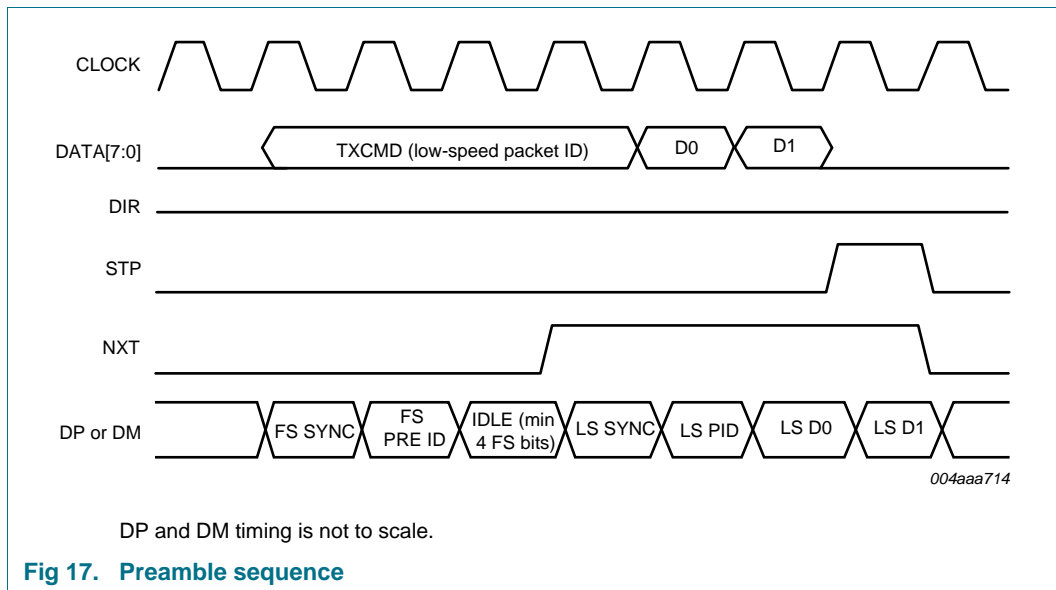 CLOCK
DATA[7:0]
TXCMD (low-speed packet ID)
D0
D1
DIR
STP
NXT
DP or DM
FS SYNC
FS
PRE ID
IDLE (min
4 FS bits)
LS SYNC
LS PID
LS D0
LS D1
004aaa714
DP and DM timing is not to scale.
Fig 17. Preamble sequence